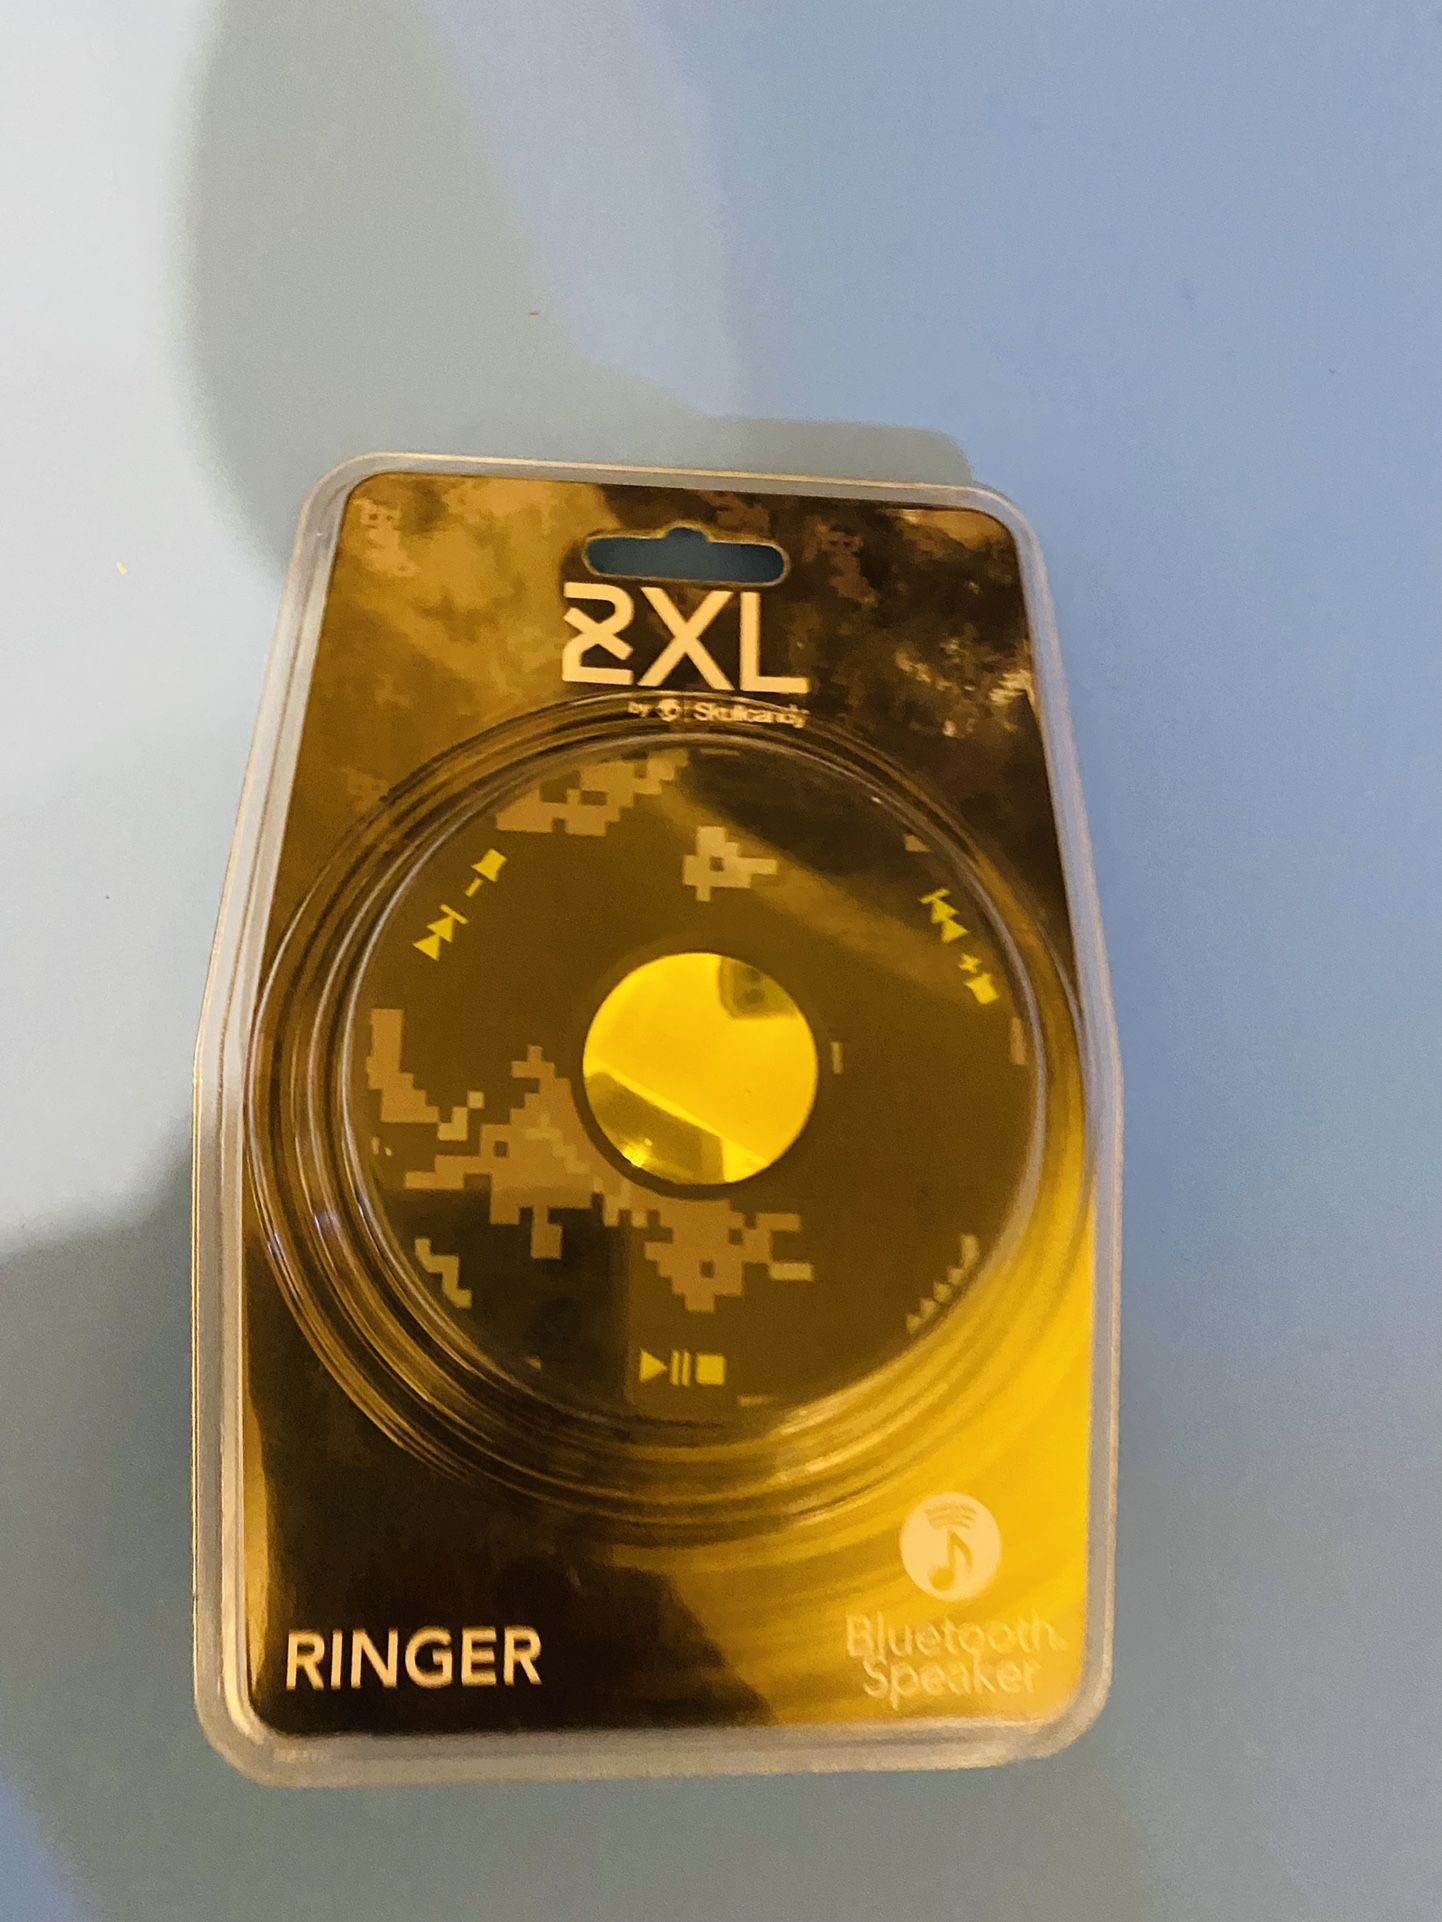 2XL
by Skullcandy
RINGER
Bluetooth
Speaker